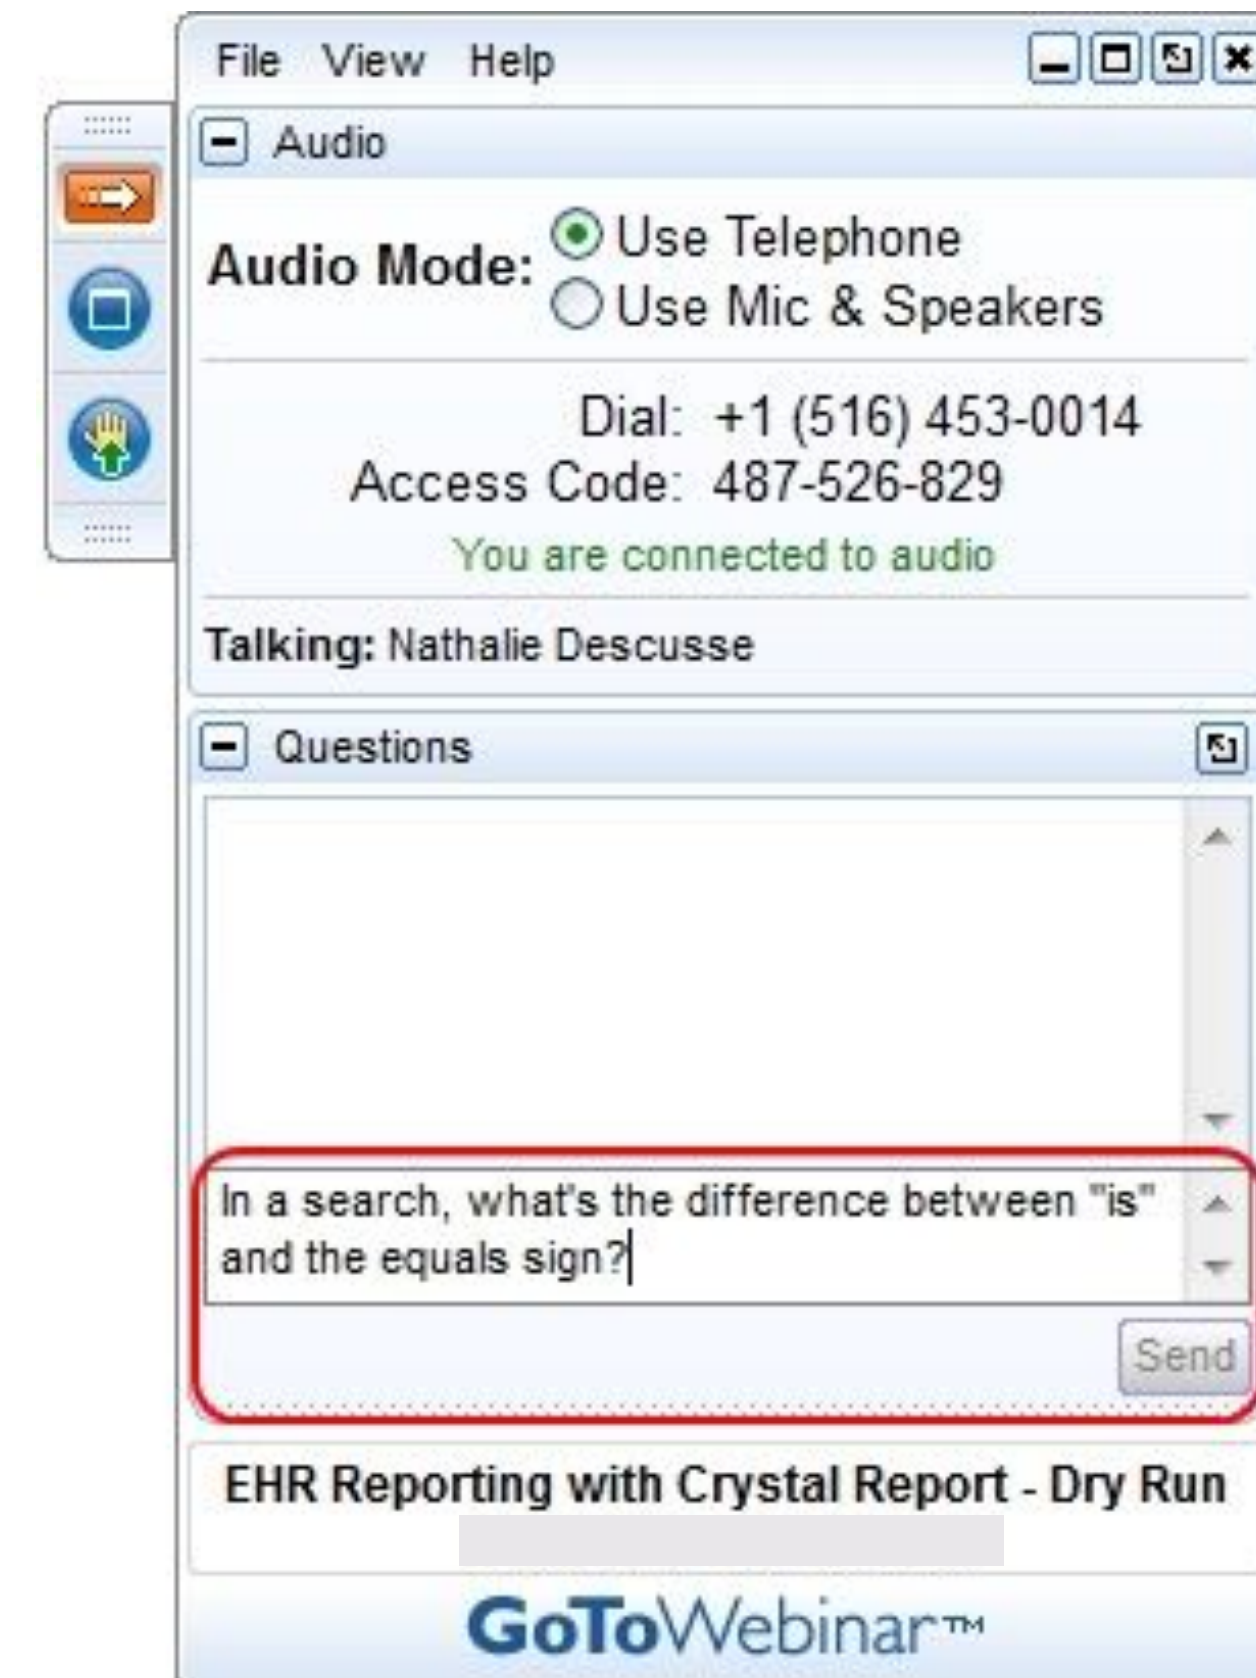 File View Help
Audio
Audio Mode: Use Telephone
Use Mic & Speakers
Dial: +1 (516) 453-0014
Access Code: 487-526-829
You are connected to audio
Talking: Nathalie Descusse
Questions
In a search, what's the difference between "is"
and the equals sign?
Send
EHR Reporting with Crystal Report - Dry Run
GoToWebinar™